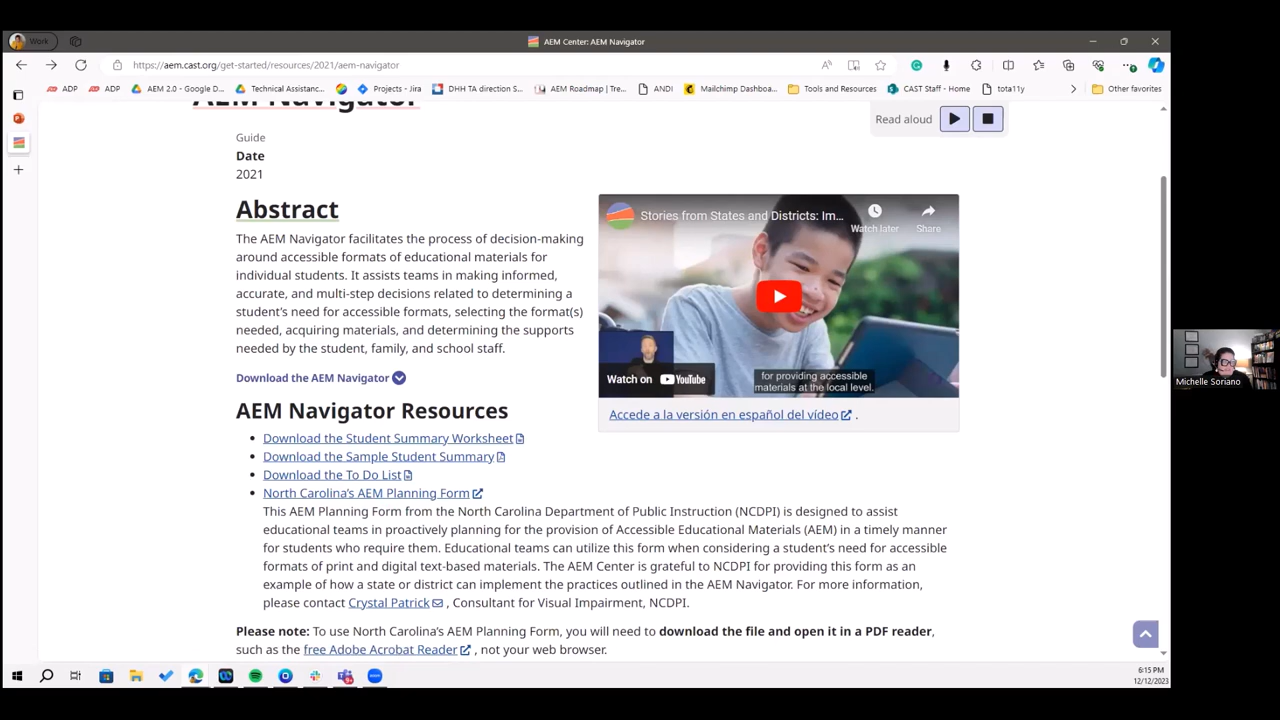 Work
AEM Center: AEM Navigator
https://aem.cast.org/get-started/resources/2021/aem-navigator
ADP
ADP
AEM 2.0 - Google D...
Technical Assistanc...
Projects - Jira
DHH TA direction S...
AEM Roadmap | Tre...
ANDI
Mailchimp Dashboa...
Tools and Resources
CAST Staff - Home
tota11y
Other favorites
AEM Navigator
Read aloud
Guide
Date
2021
Abstract
The AEM Navigator facilitates the process of decision-making
around accessible formats of educational materials for
individual students. It assists teams in making informed,
accurate, and multi-step decisions related to determining a
student's need for accessible formats, selecting the format(s)
needed, acquiring materials, and determining the supports
needed by the student, family, and school staff.
Download the AEM Navigator
Stories from States and Districts: Im...
Watch later
Share
for providing accessible
materials at the local level.
Watch on YouTube
Accede a la versión en español del vídeo .
AEM Navigator Resources
Download the Student Summary Worksheet
Download the Sample Student Summary
Download the To Do List
North Carolina's AEM Planning Form
This AEM Planning Form from the North Carolina Department of Public Instruction (NCDPI) is designed to assist
educational teams in proactively planning for the provision of Accessible Educational Materials (AEM) in a timely manner
for students who require them. Educational teams can utilize this form when considering a student's need for accessible
formats of print and digital text-based materials. The AEM Center is grateful to NCDPI for providing this form as an
example of how a state or district can implement the practices outlined in the AEM Navigator. For more information,
please contact Crystal Patrick , Consultant for Visual Impairment, NCDPI.
Please note: To use North Carolina's AEM Planning Form, you will need to download the file and open it in a PDF reader,
such as the free Adobe Acrobat Reader , not your web browser.
Michelle Soriano
6:15 PM
12/12/2023